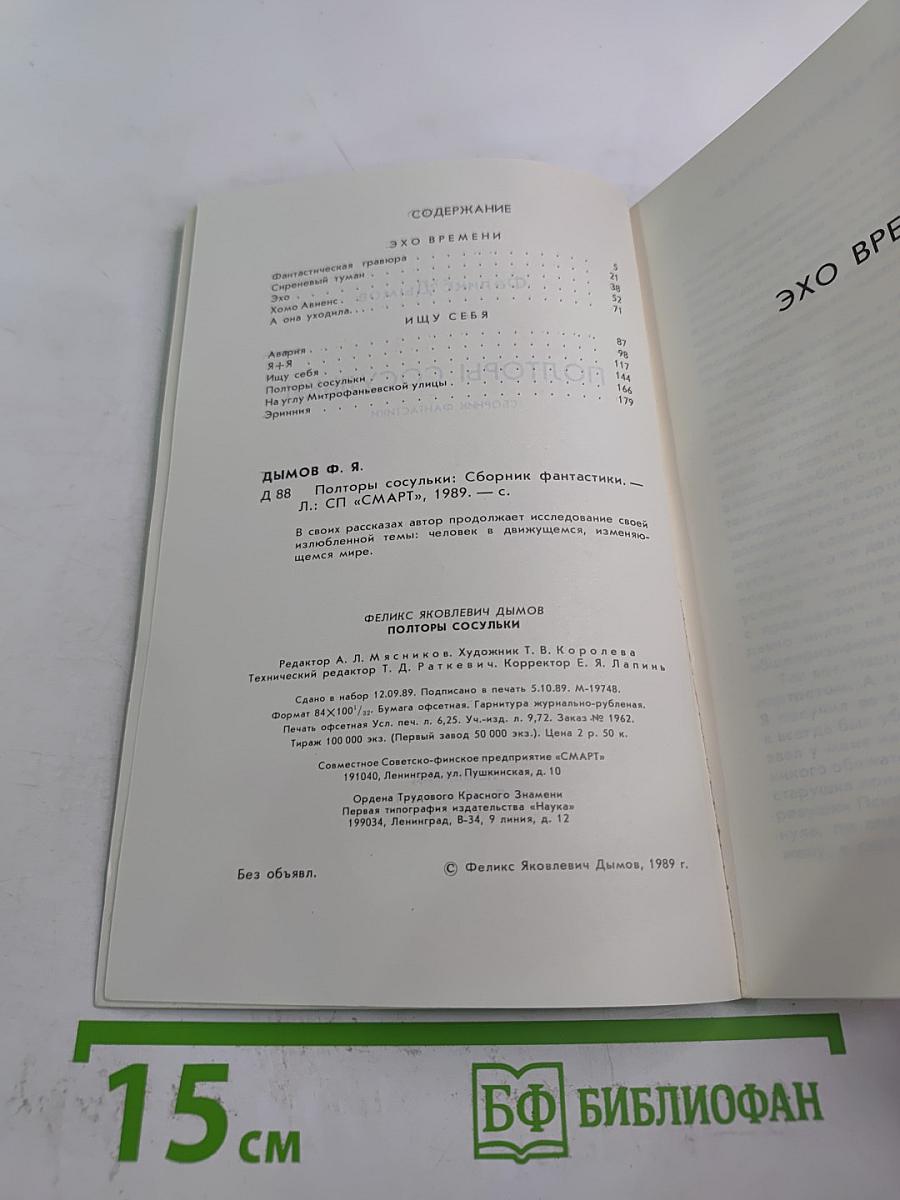 СОДЕРЖАНИЕ
ЭХО ВРЕМЕНИ
Фантастическая гравюра . . . . . . . . . . 5
Сиреневый туман . . . . . . . . . . 21
Эхо . . . . . . . . . . 38
Хомо Авиенс . . . . . . . . . . 52
А она уходила. . . . . . . . . . . 71
ИЩУ СЕБЯ
Авария . . . . . . . . . . 87
Я+Я . . . . . . . . . . 98
Ищу себя . . . . . . . . . . 117
Полторы сосульки . . . . . . . . . . 144
На углу Митрофаньевской улицы . . . . . . . . . . 166
Эринния . . . . . . . . . . 179
ДЫМОВ Ф. Я.
Д 88 Полторы сосульки: Сборник фантастики. —
Л.: СП «СМАРТ», 1989. — с.
В своих рассказах автор продолжает исследование своей
излюбленной темы: человек в движущемся, изменяю-
щемся мире.
ФЕЛИКС ЯКОВЛЕВИЧ ДЫМОВ
ПОЛТОРЫ СОСУЛЬКИ
Редактор А. Л. Мясников. Художник Т. В. Королева
Технический редактор Т. Д. Раткевич. Корректор Е. Я. Лапинь
Сдано в набор 12.09.89. Подписано в печать 5.10.89. М-19748.
Формат 84×100¹/₃₂. Бумага офсетная. Гарнитура журнально-рубленая.
Печать офсетная Усл. печ. л. 6,25. Уч.-изд. л. 9,72. Заказ № 1962.
Тираж 100 000 экз. (Первый завод 50 000 экз.). Цена 2 р. 50 к.
Совместное Советско-финское предприятие «СМАРТ»
191040, Ленинград, ул. Пушкинская, д. 10
Ордена Трудового Красного Знамени
Первая типография издательства «Наука»
199034, Ленинград, В-34, 9 линия, д. 12
Без объявл. © Феликс Яковлевич Дымов, 1989 г.
ЭХО ВРЕ
15 см
БФ БИБЛИОФАН